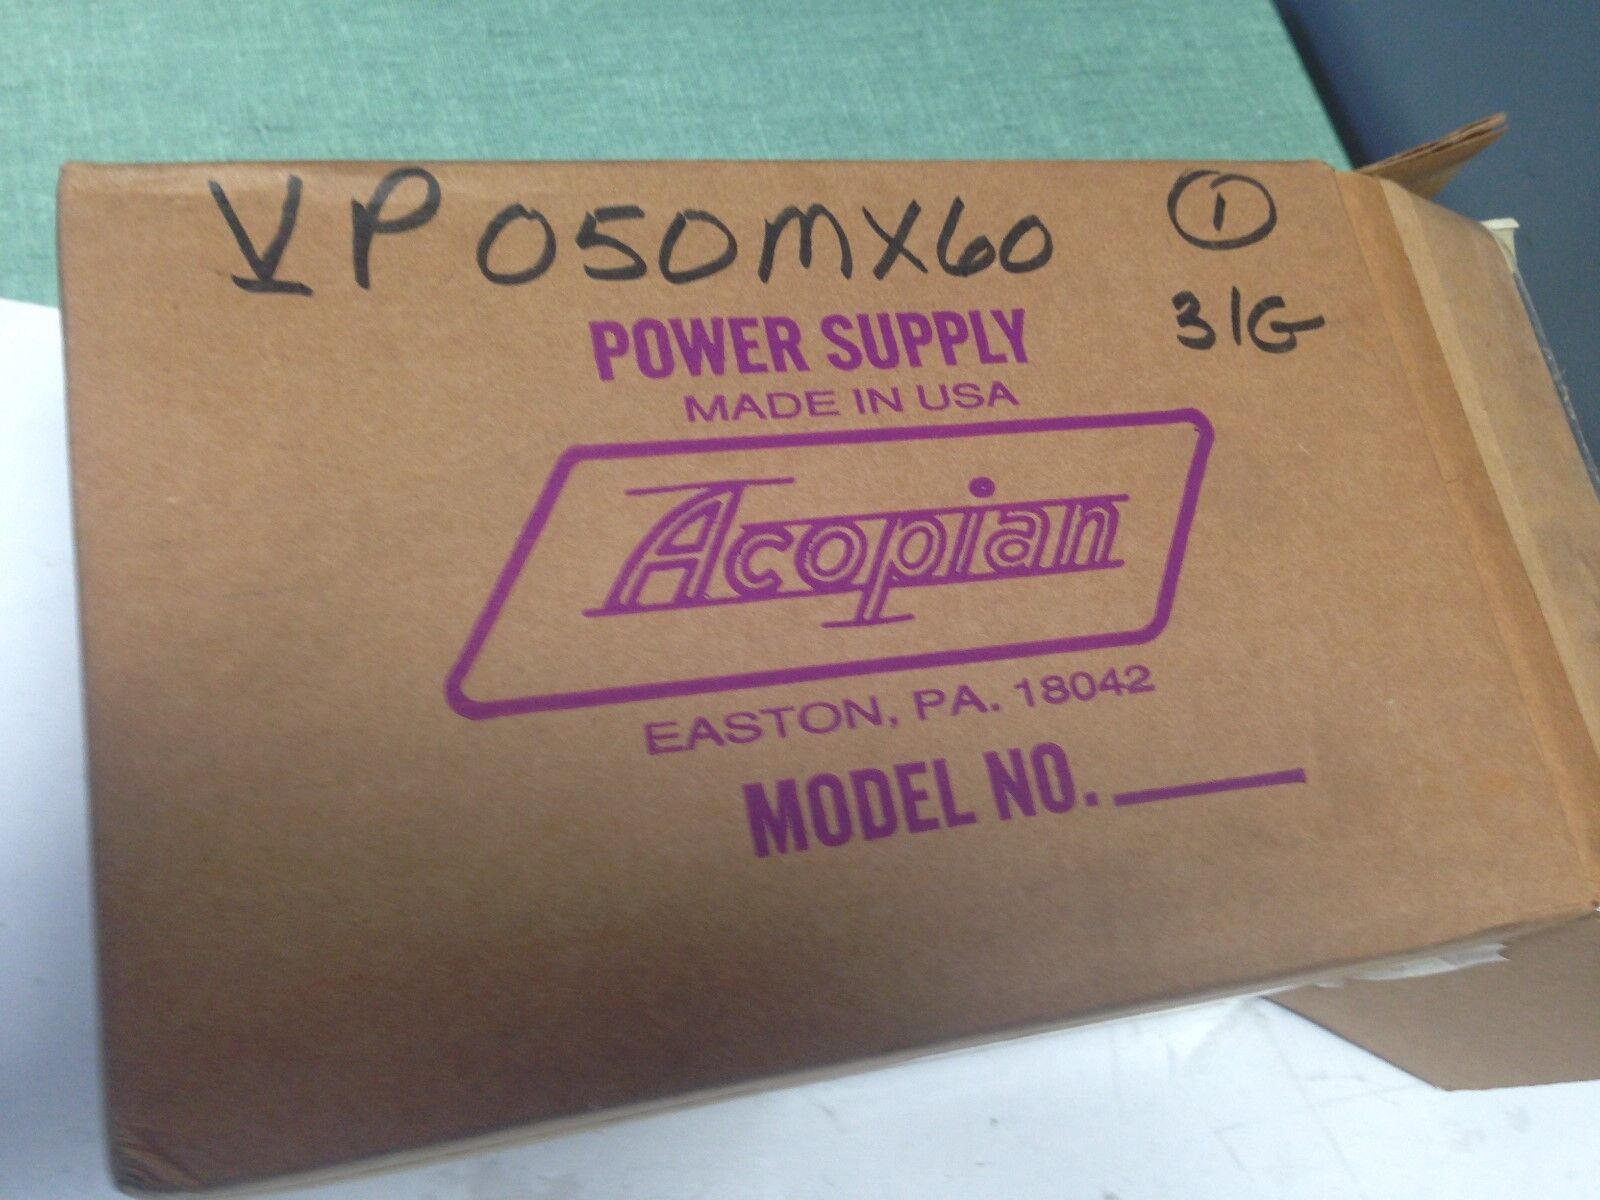 VP050MX60
①
31G
POWER SUPPLY
MADE IN USA
Acopian
EASTON, PA. 18042
MODEL NO.